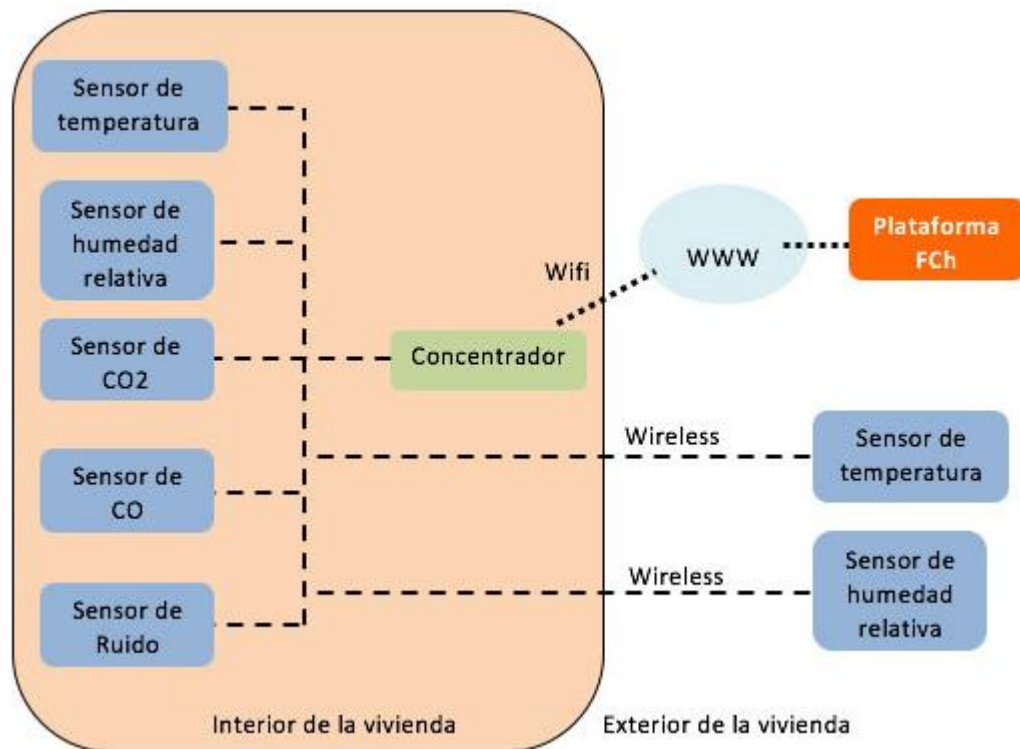 Sensor de
temperatura
Sensor de
humedad
relativa
Sensor de
CO2
Sensor de
CO
Sensor de
Ruido
Concentrador
Wifi
WWW
Plataforma
FCh
Wireless
Sensor de
temperatura
Wireless
Sensor de
humedad
relativa
Interior de la vivienda
Exterior de la vivienda